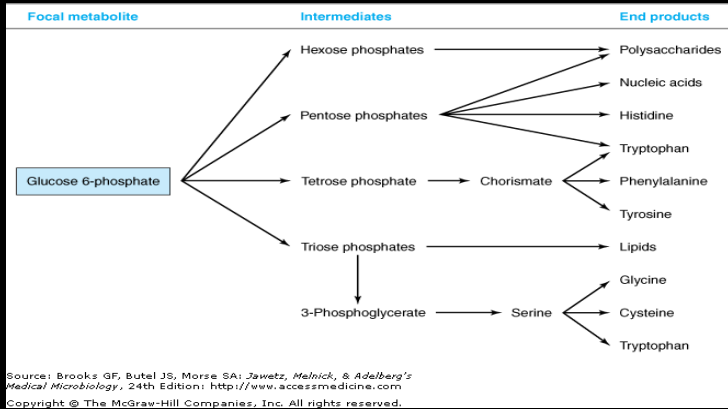 Focal metabolite Intermediates End products
Hexose phosphates Polysaccharides
Nucleic acids
Pentose phosphates Histidine
Tryptophan
Glucose 6-phosphate Tetrose phosphate Chorismate Phenylalanine
Tyrosine
Triose phosphates Lipids
Glycine
3-Phosphoglycerate Serine Cysteine
Tryptophan
Source: Brooks GF, Butel JS, Morse SA: Jawetz, Melnick, & Adelberg's
Medical Microbiology, 24th Edition: http://www.accessmedicine.com
Copyright © The McGraw-Hill Companies, Inc. All rights reserved.